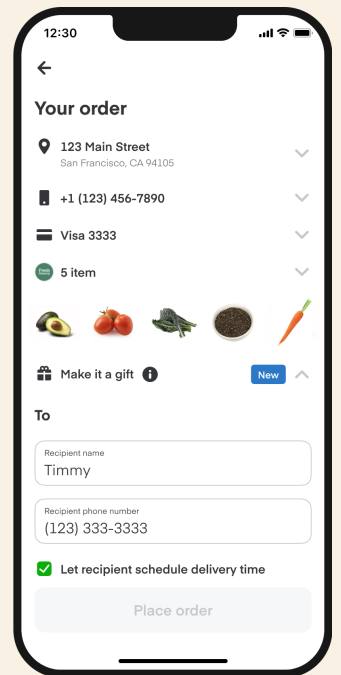 12:30
Your order
123 Main Street
San Francisco, CA 94105
+1 (123) 456-7890
Visa 3333
5 item
Make it a gift
New
To
Recipient name
Timmy
Recipient phone number
(123) 333-3333
Let recipient schedule delivery time
Place order